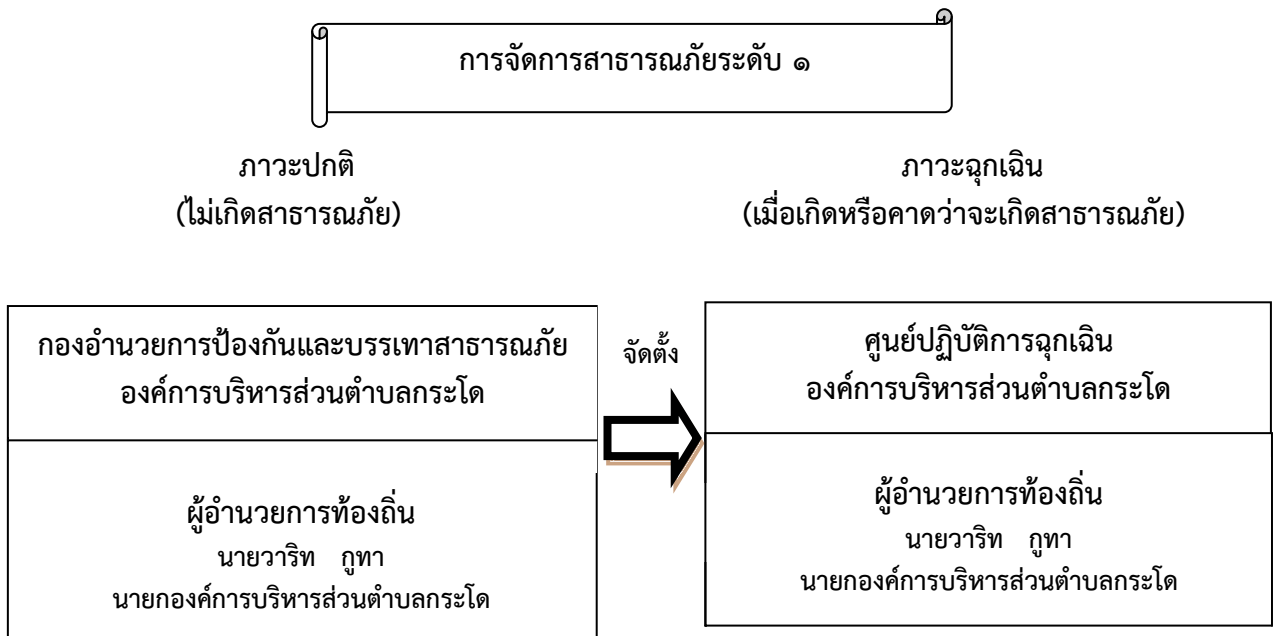 การจัดการสาธารณภัยระดับ ๑
ภาวะปกติ
(ไม่เกิดสาธารณภัย)
ภาวะฉุกเฉิน
(เมื่อเกิดหรือคาดว่าจะเกิดสาธารณภัย)
กองอำนวยการป้องกันและบรรเทาสาธารณภัย
องค์การบริหารส่วนตำบลกระโด
ผู้อำนวยการท้องถิ่น
นายวาริท กูทา
นายกองค์การบริหารส่วนตำบลกระโด
จัดตั้ง
ศูนย์ปฏิบัติการฉุกเฉิน
องค์การบริหารส่วนตำบลกระโด
ผู้อำนวยการท้องถิ่น
นายวาริท กูทา
นายกองค์การบริหารส่วนตำบลกระโด